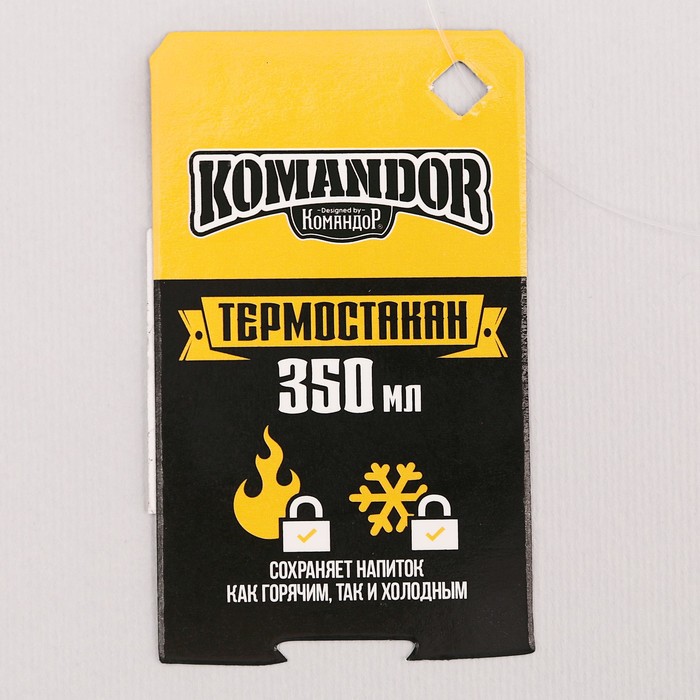 KOMANDOR
Designed by
КОМАНДОР
ТЕРМОСТАКАН
350 МЛ
СОХРАНЯЕТ НАПИТОК
КАК ГОРЯЧИМ, ТАК И ХОЛОДНЫМ